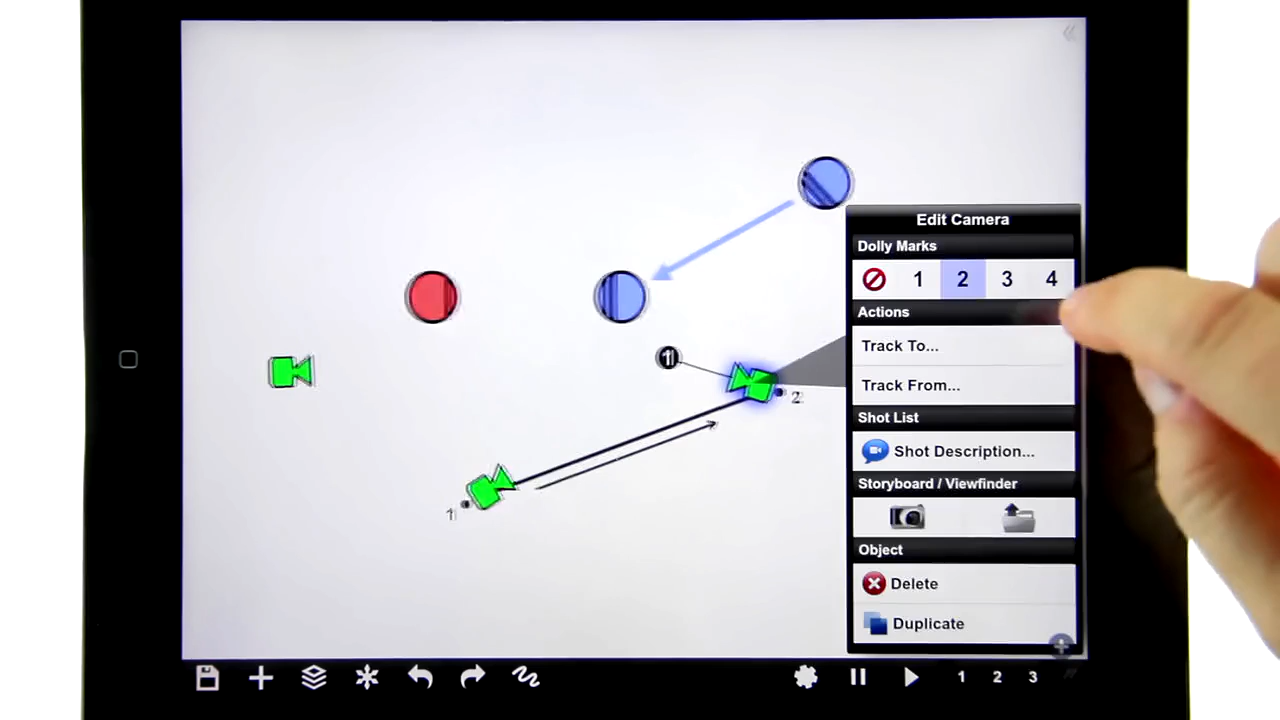 Edit Camera
Dolly Marks
1 2 3 4
Actions
Track To...
Track From...
Shot List
Shot Description...
Storyboard / Viewfinder
Object
Delete
Duplicate
1
2
1
1 2 3